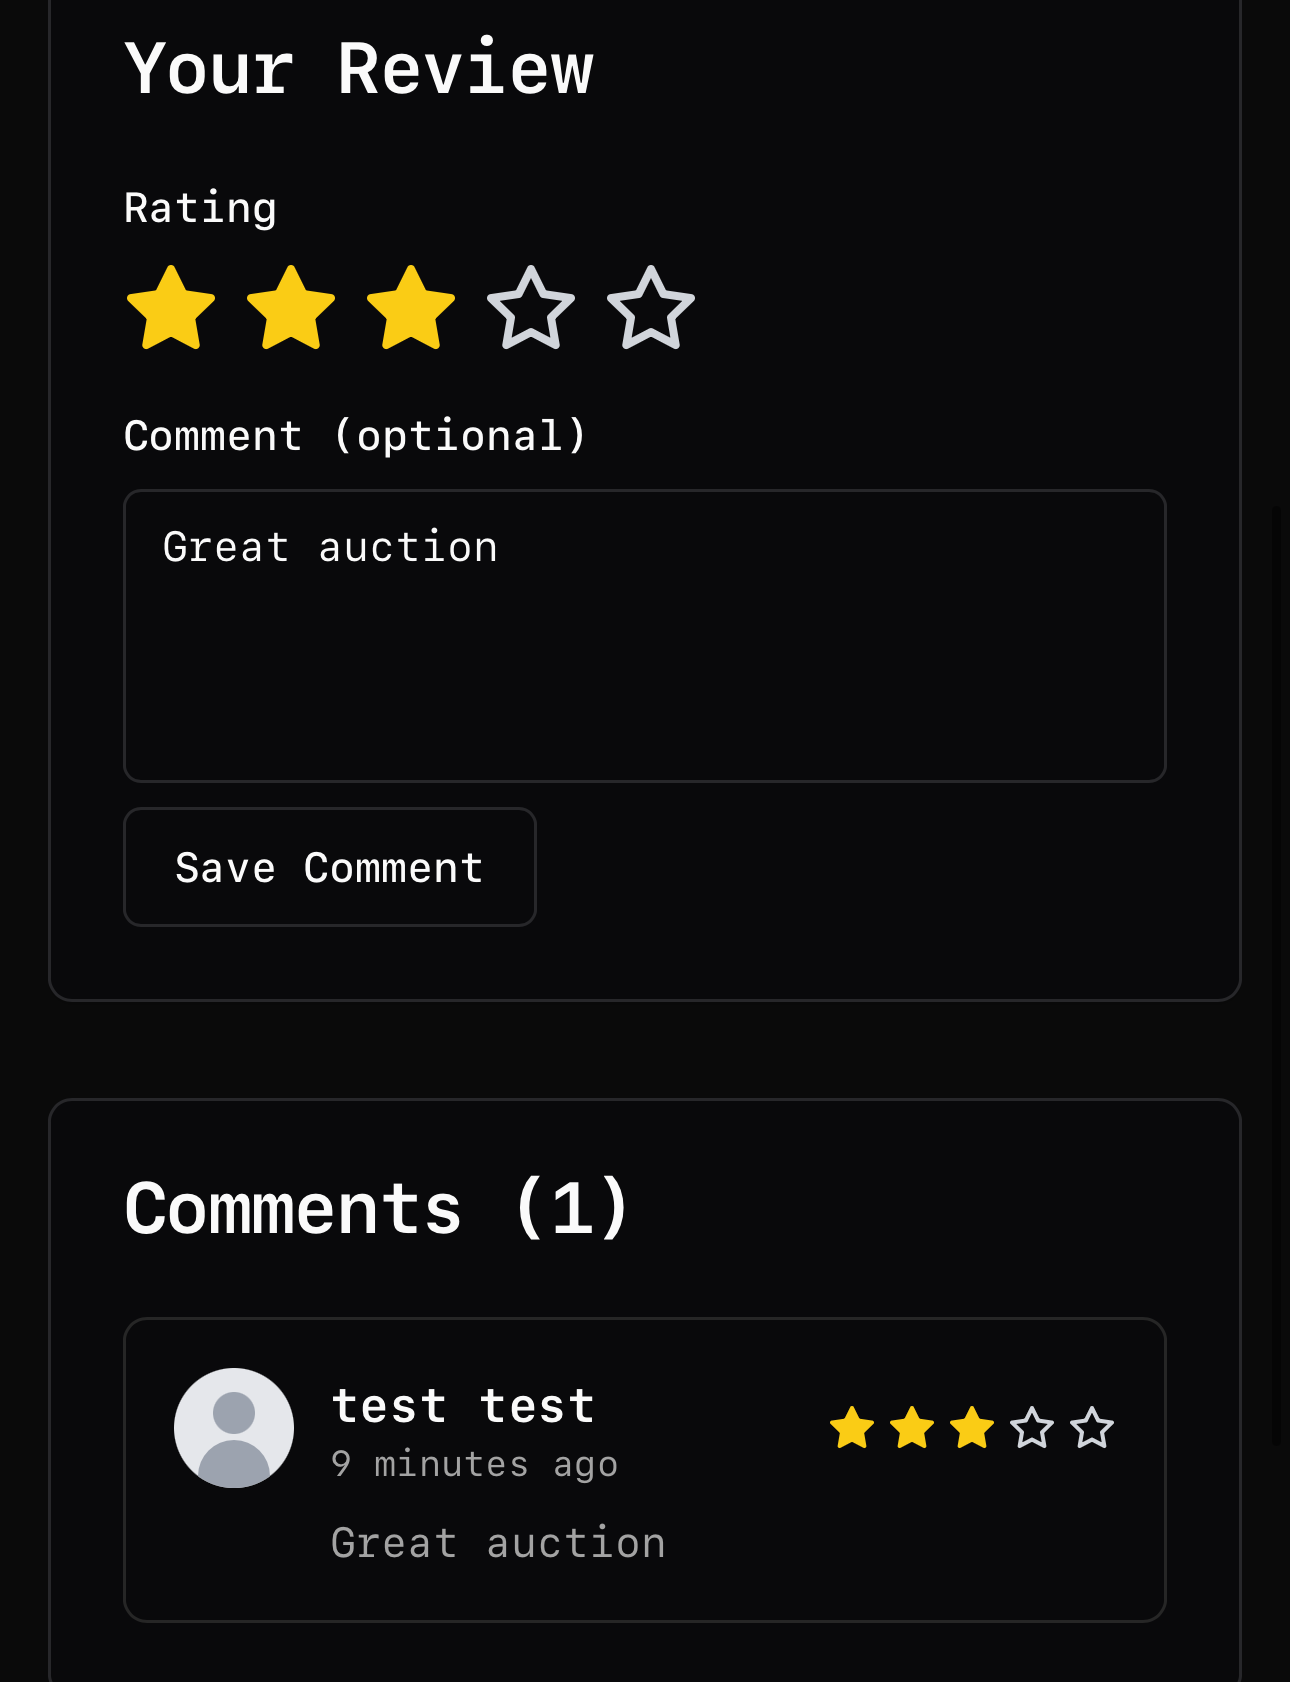 Your Review
Rating
Comment (optional)
Great auction
Save Comment
Comments (1)
test test
9 minutes ago
Great auction